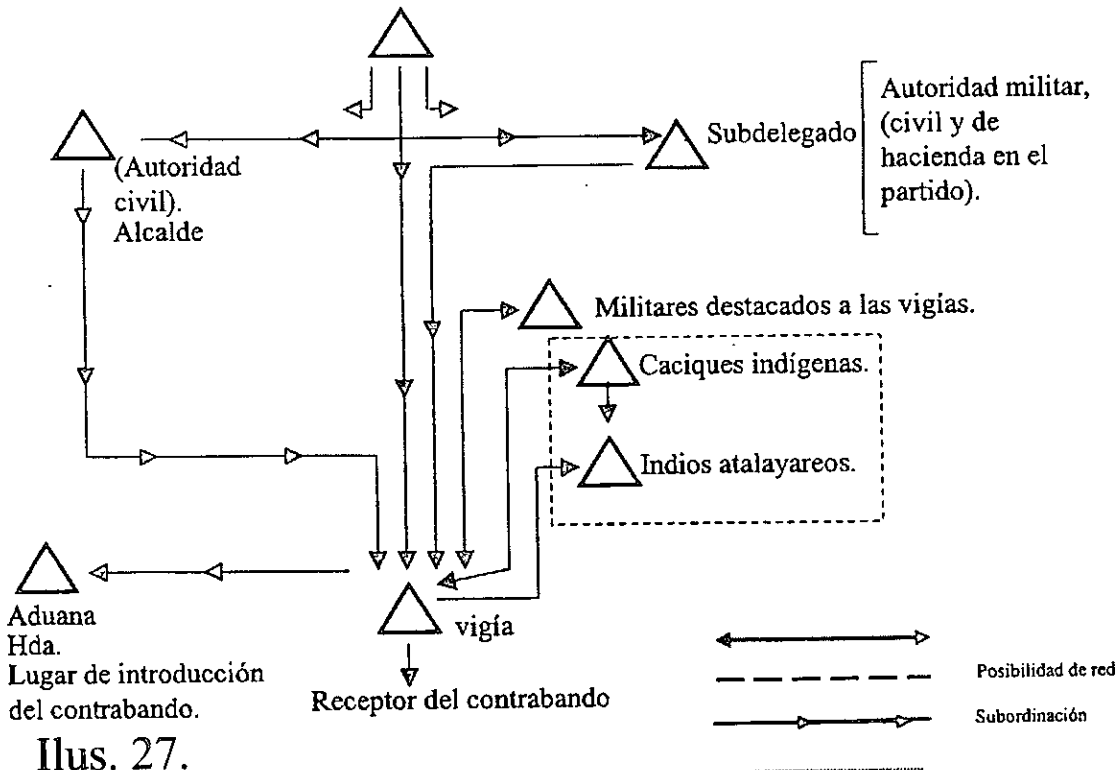 Subdelegado
Autoridad militar,
(civil y de
hacienda en el
partido).
(Autoridad
civil).
Alcalde
Militares destacados a las vigías.
Caciques indígenas.
Indios atalayareos.
Aduana
Hda.
Lugar de introducción
del contrabando.
vigía
Receptor del contrabando
Posibilidad de red
Subordinación
Ilus. 27.